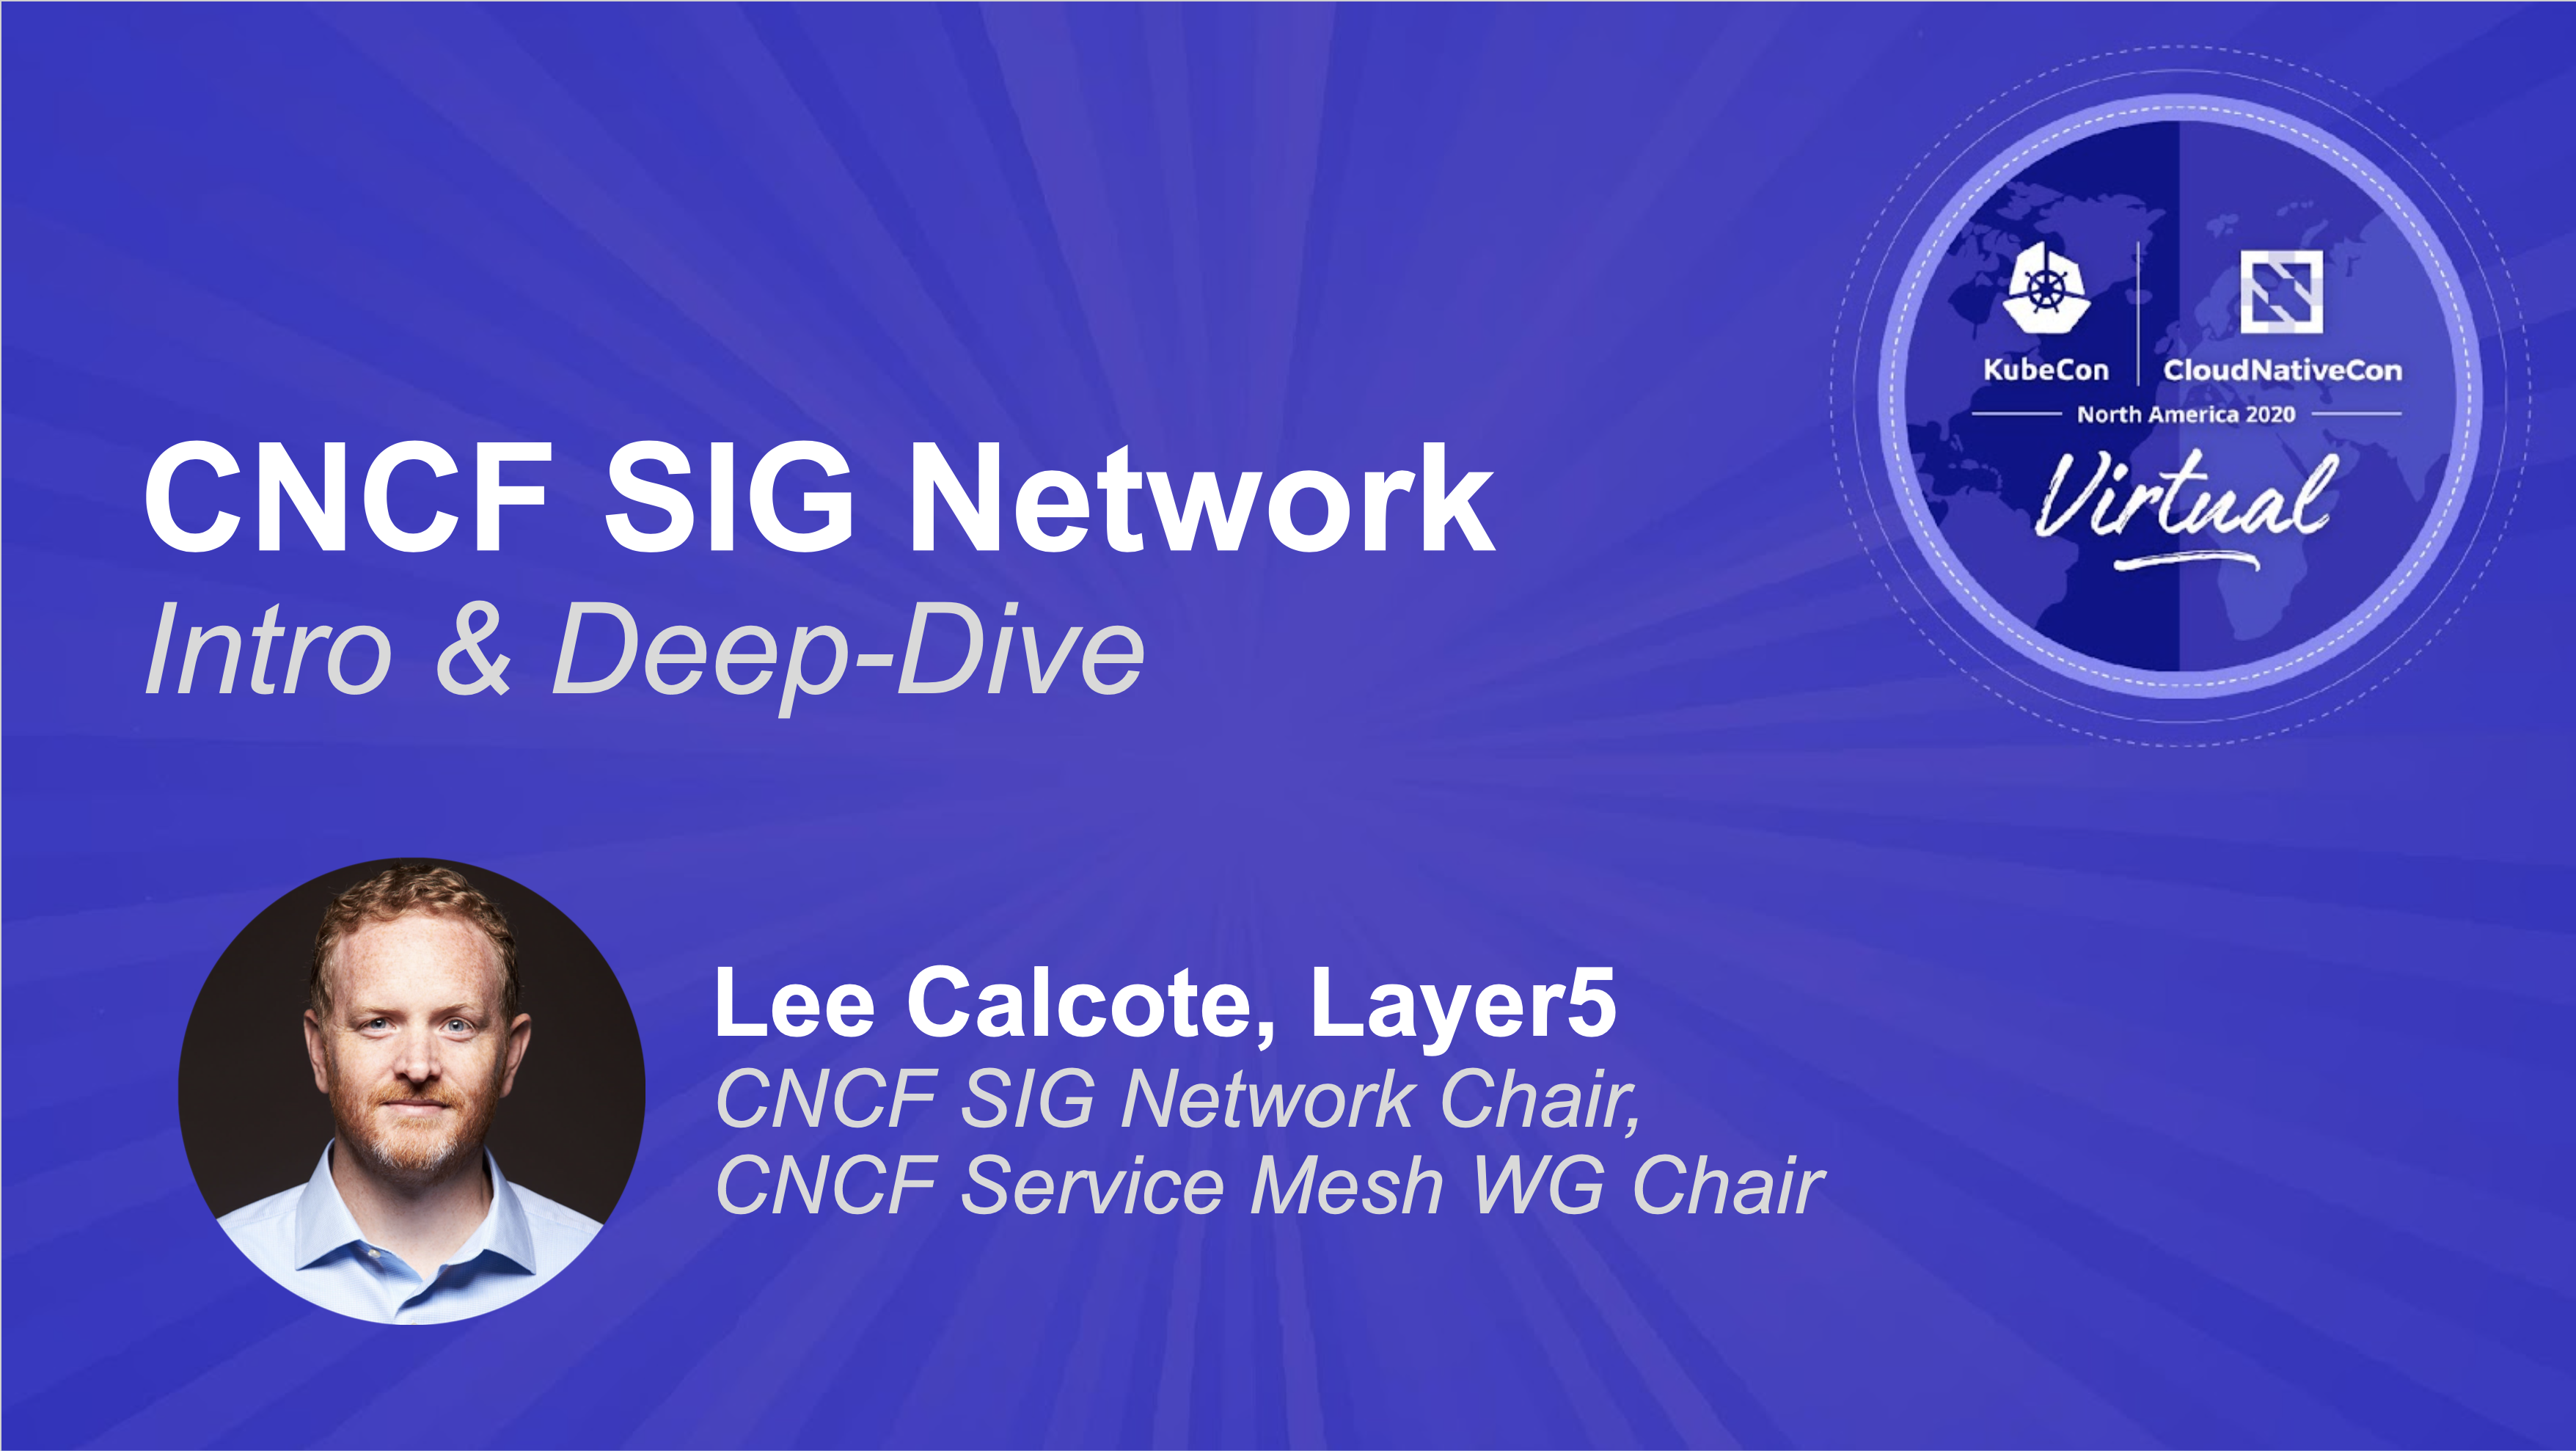 CNCF SIG Network
Intro & Deep-Dive
KubeCon
CloudNativeCon
North America 2020
Virtual
Lee Calcote, Layer5
CNCF SIG Network Chair,
CNCF Service Mesh WG Chair